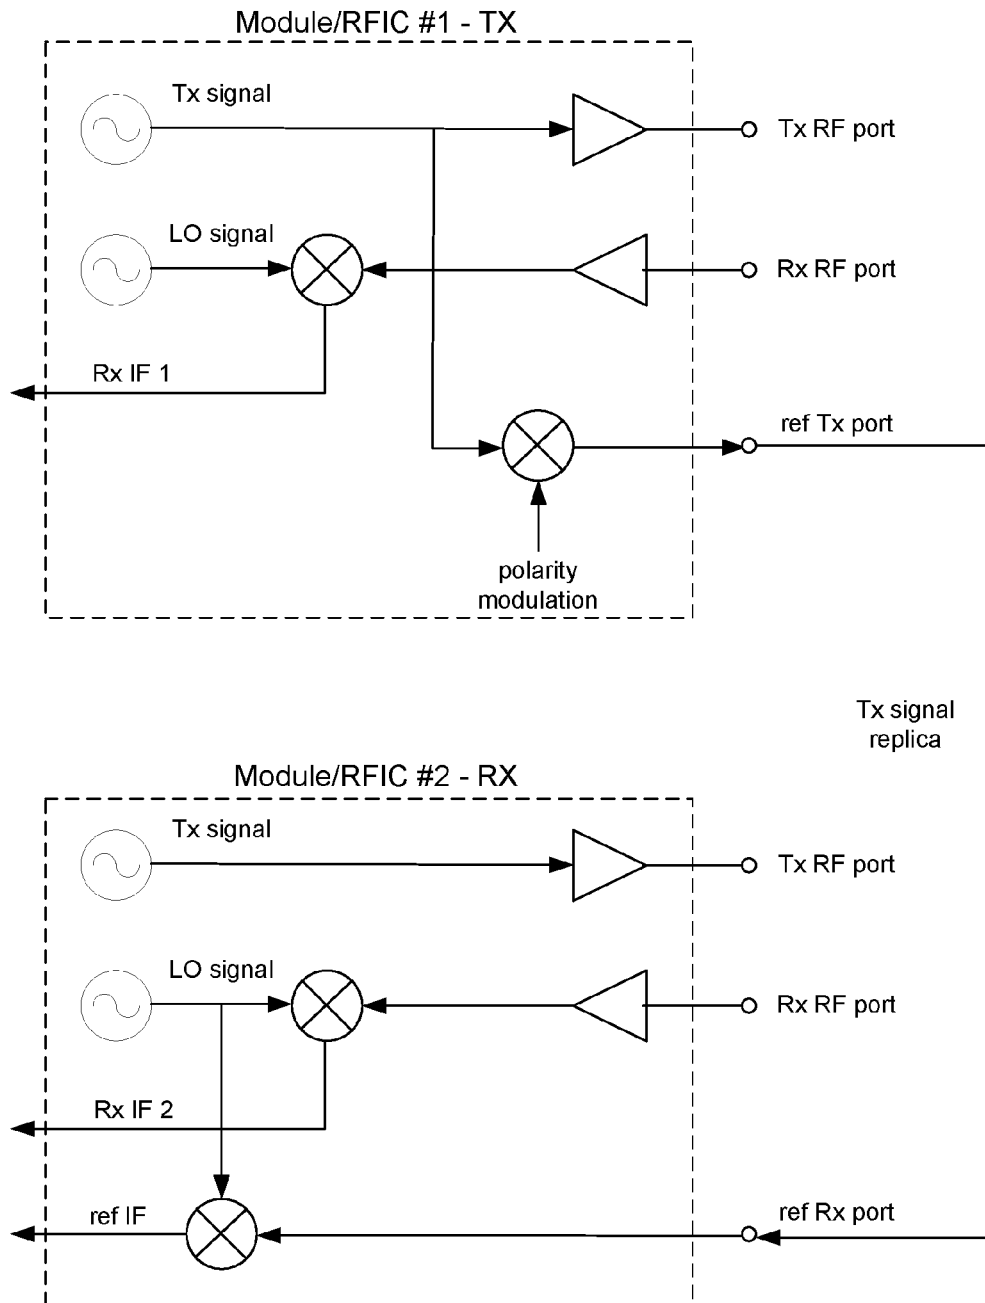 Module/RFIC #1 - TX
Tx signal
Tx RF port
LO signal
Rx RF port
Rx IF 1
ref Tx port
polarity
modulation
Tx signal
replica
Module/RFIC #2 - RX
Tx signal
Tx RF port
LO signal
Rx RF port
Rx IF 2
ref IF
ref Rx port